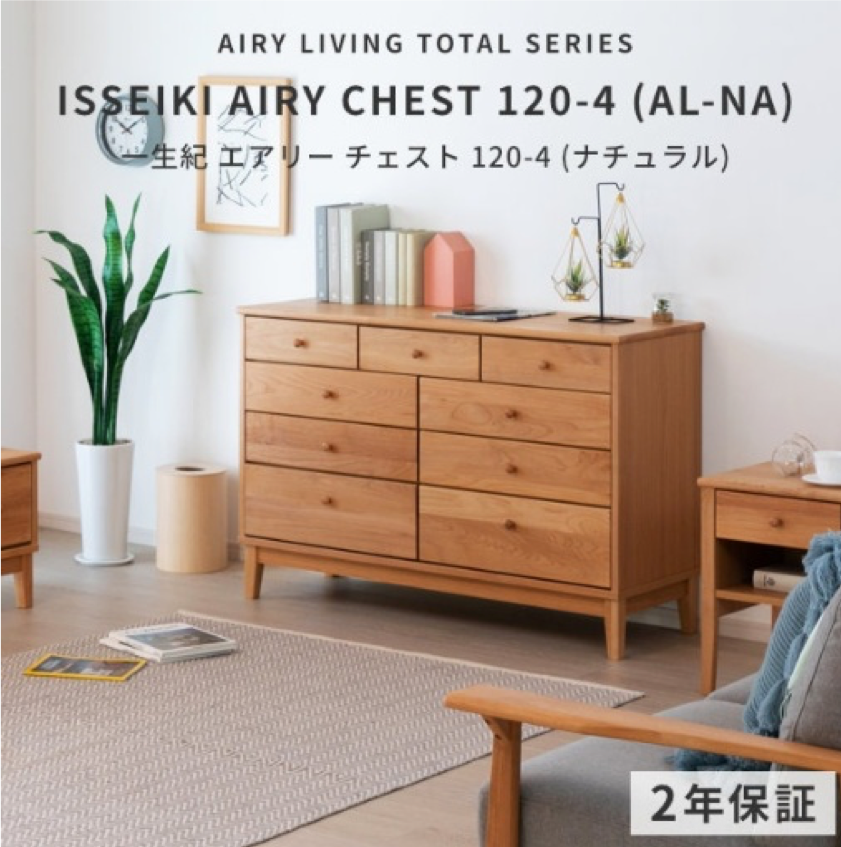 AIRY LIVING TOTAL SERIES
ISSEIKI AIRY CHEST 120-4 (AL-NA)
一生紀 エアリー チェスト 120-4 (ナチュラル)
2年保証